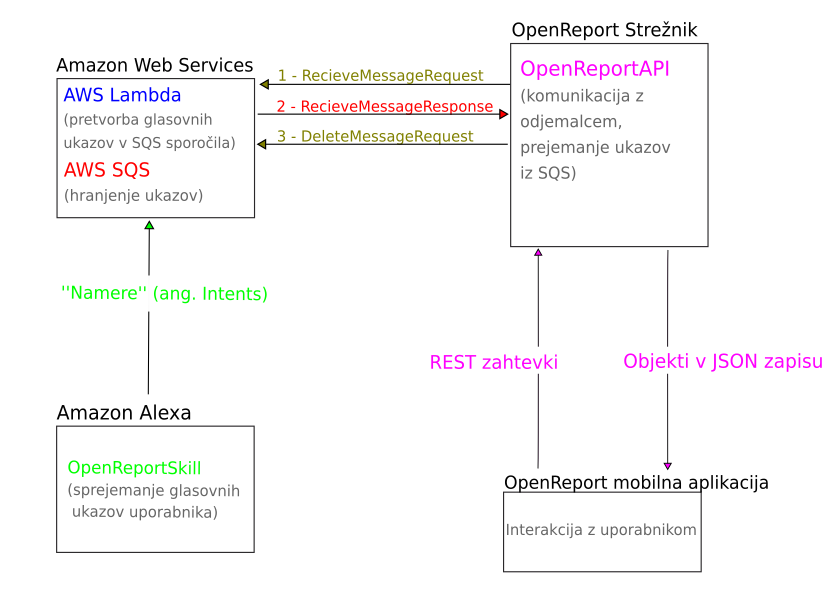 OpenReport Strežnik
Amazon Web Services
OpenReportAPI
1 - RecieveMessageRequest
AWS Lambda
(komunikacija z
2 - RecieveMessageResponse
(pretvorba glasovnih
odjemalcem,
3 - DeleteMessageRequest
ukazov v SQS sporočila)
prejemanje ukazov
AWS SQS
iz SQS)
(hranjenje ukazov)
''Namere'' (ang. Intents)
REST zahtevki
Objekti v JSON zapisu
Amazon Alexa
OpenReportSkill
(sprejemanje glasovnih
ukazov uporabnika)
OpenReport mobilna aplikacija
Interakcija z uporabnikom